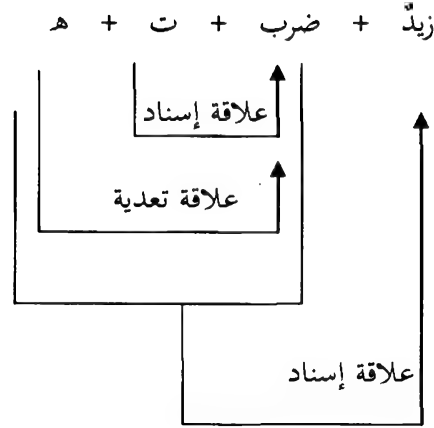 زيدٌ + ضرب + ت + ه
علاقة إسناد
علاقة تعدية
علاقة إسناد